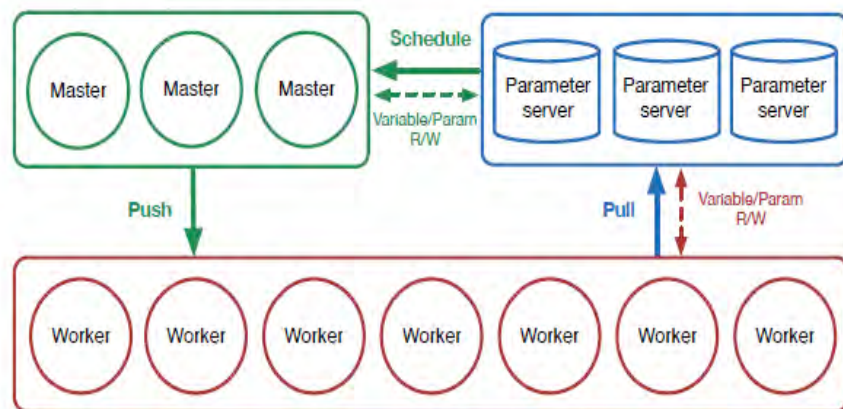 Schedule
Master
Master
Master
Parameter
server
Parameter
server
Parameter
server
Variable/Param
R/W
Push
Pull
Variable/Param
R/W
Worker
Worker
Worker
Worker
Worker
Worker
Worker